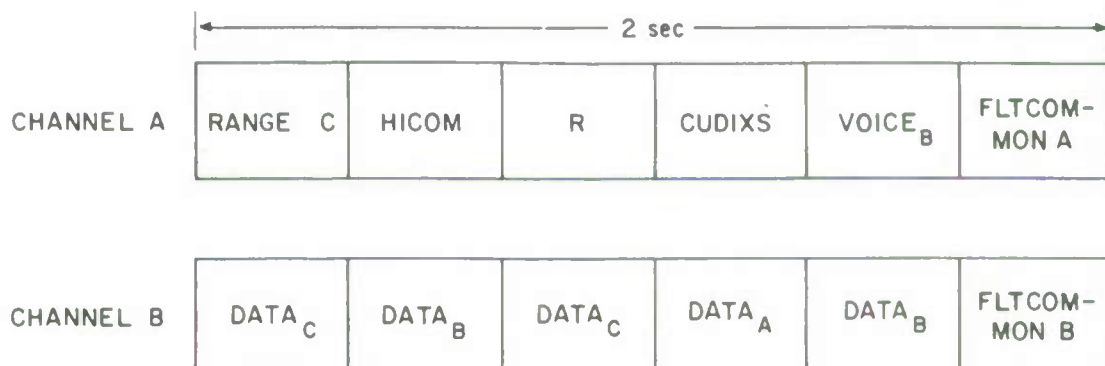 2 sec
CHANNEL A
RANGE C
HICOM
R
CUDIXS
VOICE B
FLTCOM-
MON A
CHANNEL B
DATA C
DATA B
DATA C
DATA A
DATA B
FLTCOM-
MON B